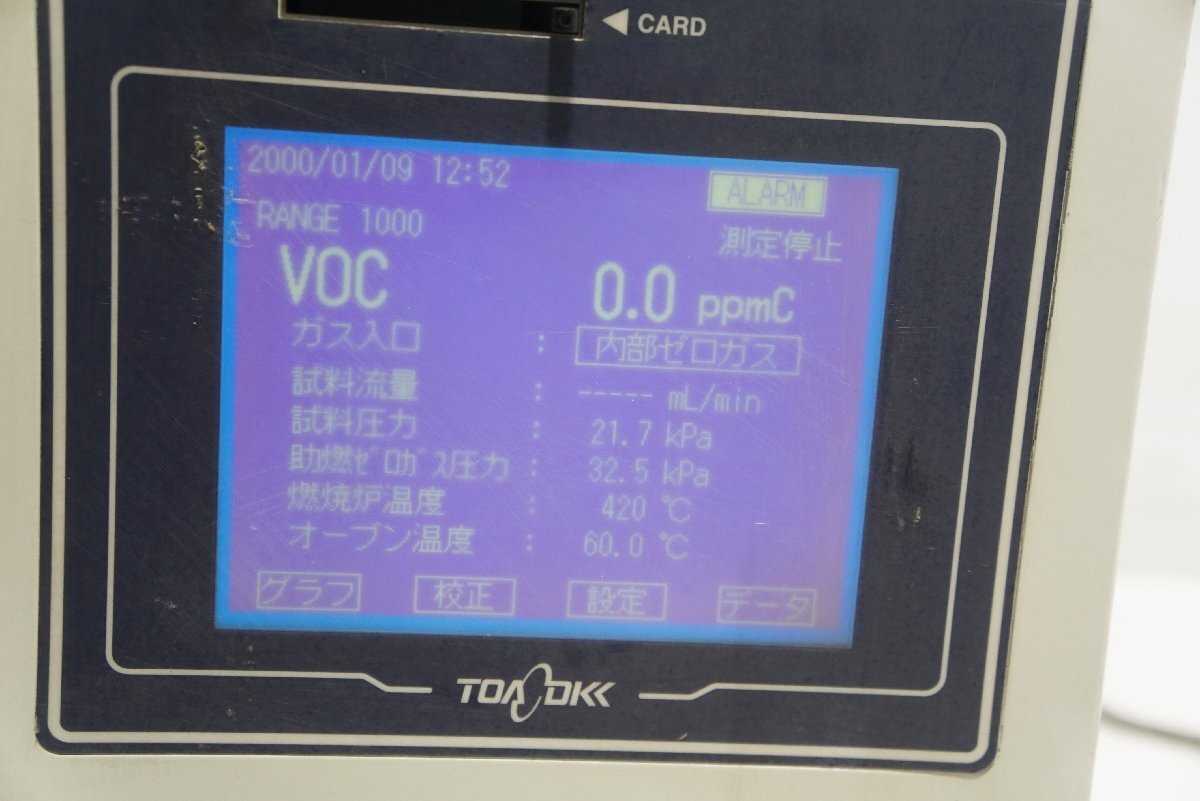 ◀ CARD
2000/01/09 12:52
ALARM
RANGE 1000
測定停止
VOC 0.0 ppmC
ガス入口 : 内部ゼロガス
試料流量 : ----- mL/min
試料圧力 : 21.7 kPa
助燃ｾﾞﾛｶﾞｽ圧力 : 32.5 kPa
燃焼炉温度 : 420 ℃
オーブン温度 : 60.0 ℃
グラフ 校正 設定 データ
TOADKK